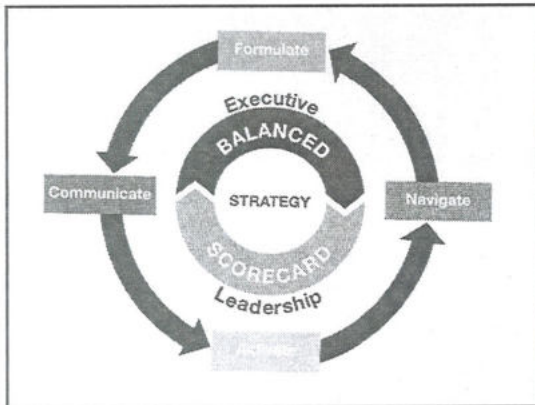 Formulate
Executive
BALANCED
Communicate
STRATEGY
Navigate
SCORECARD
Leadership